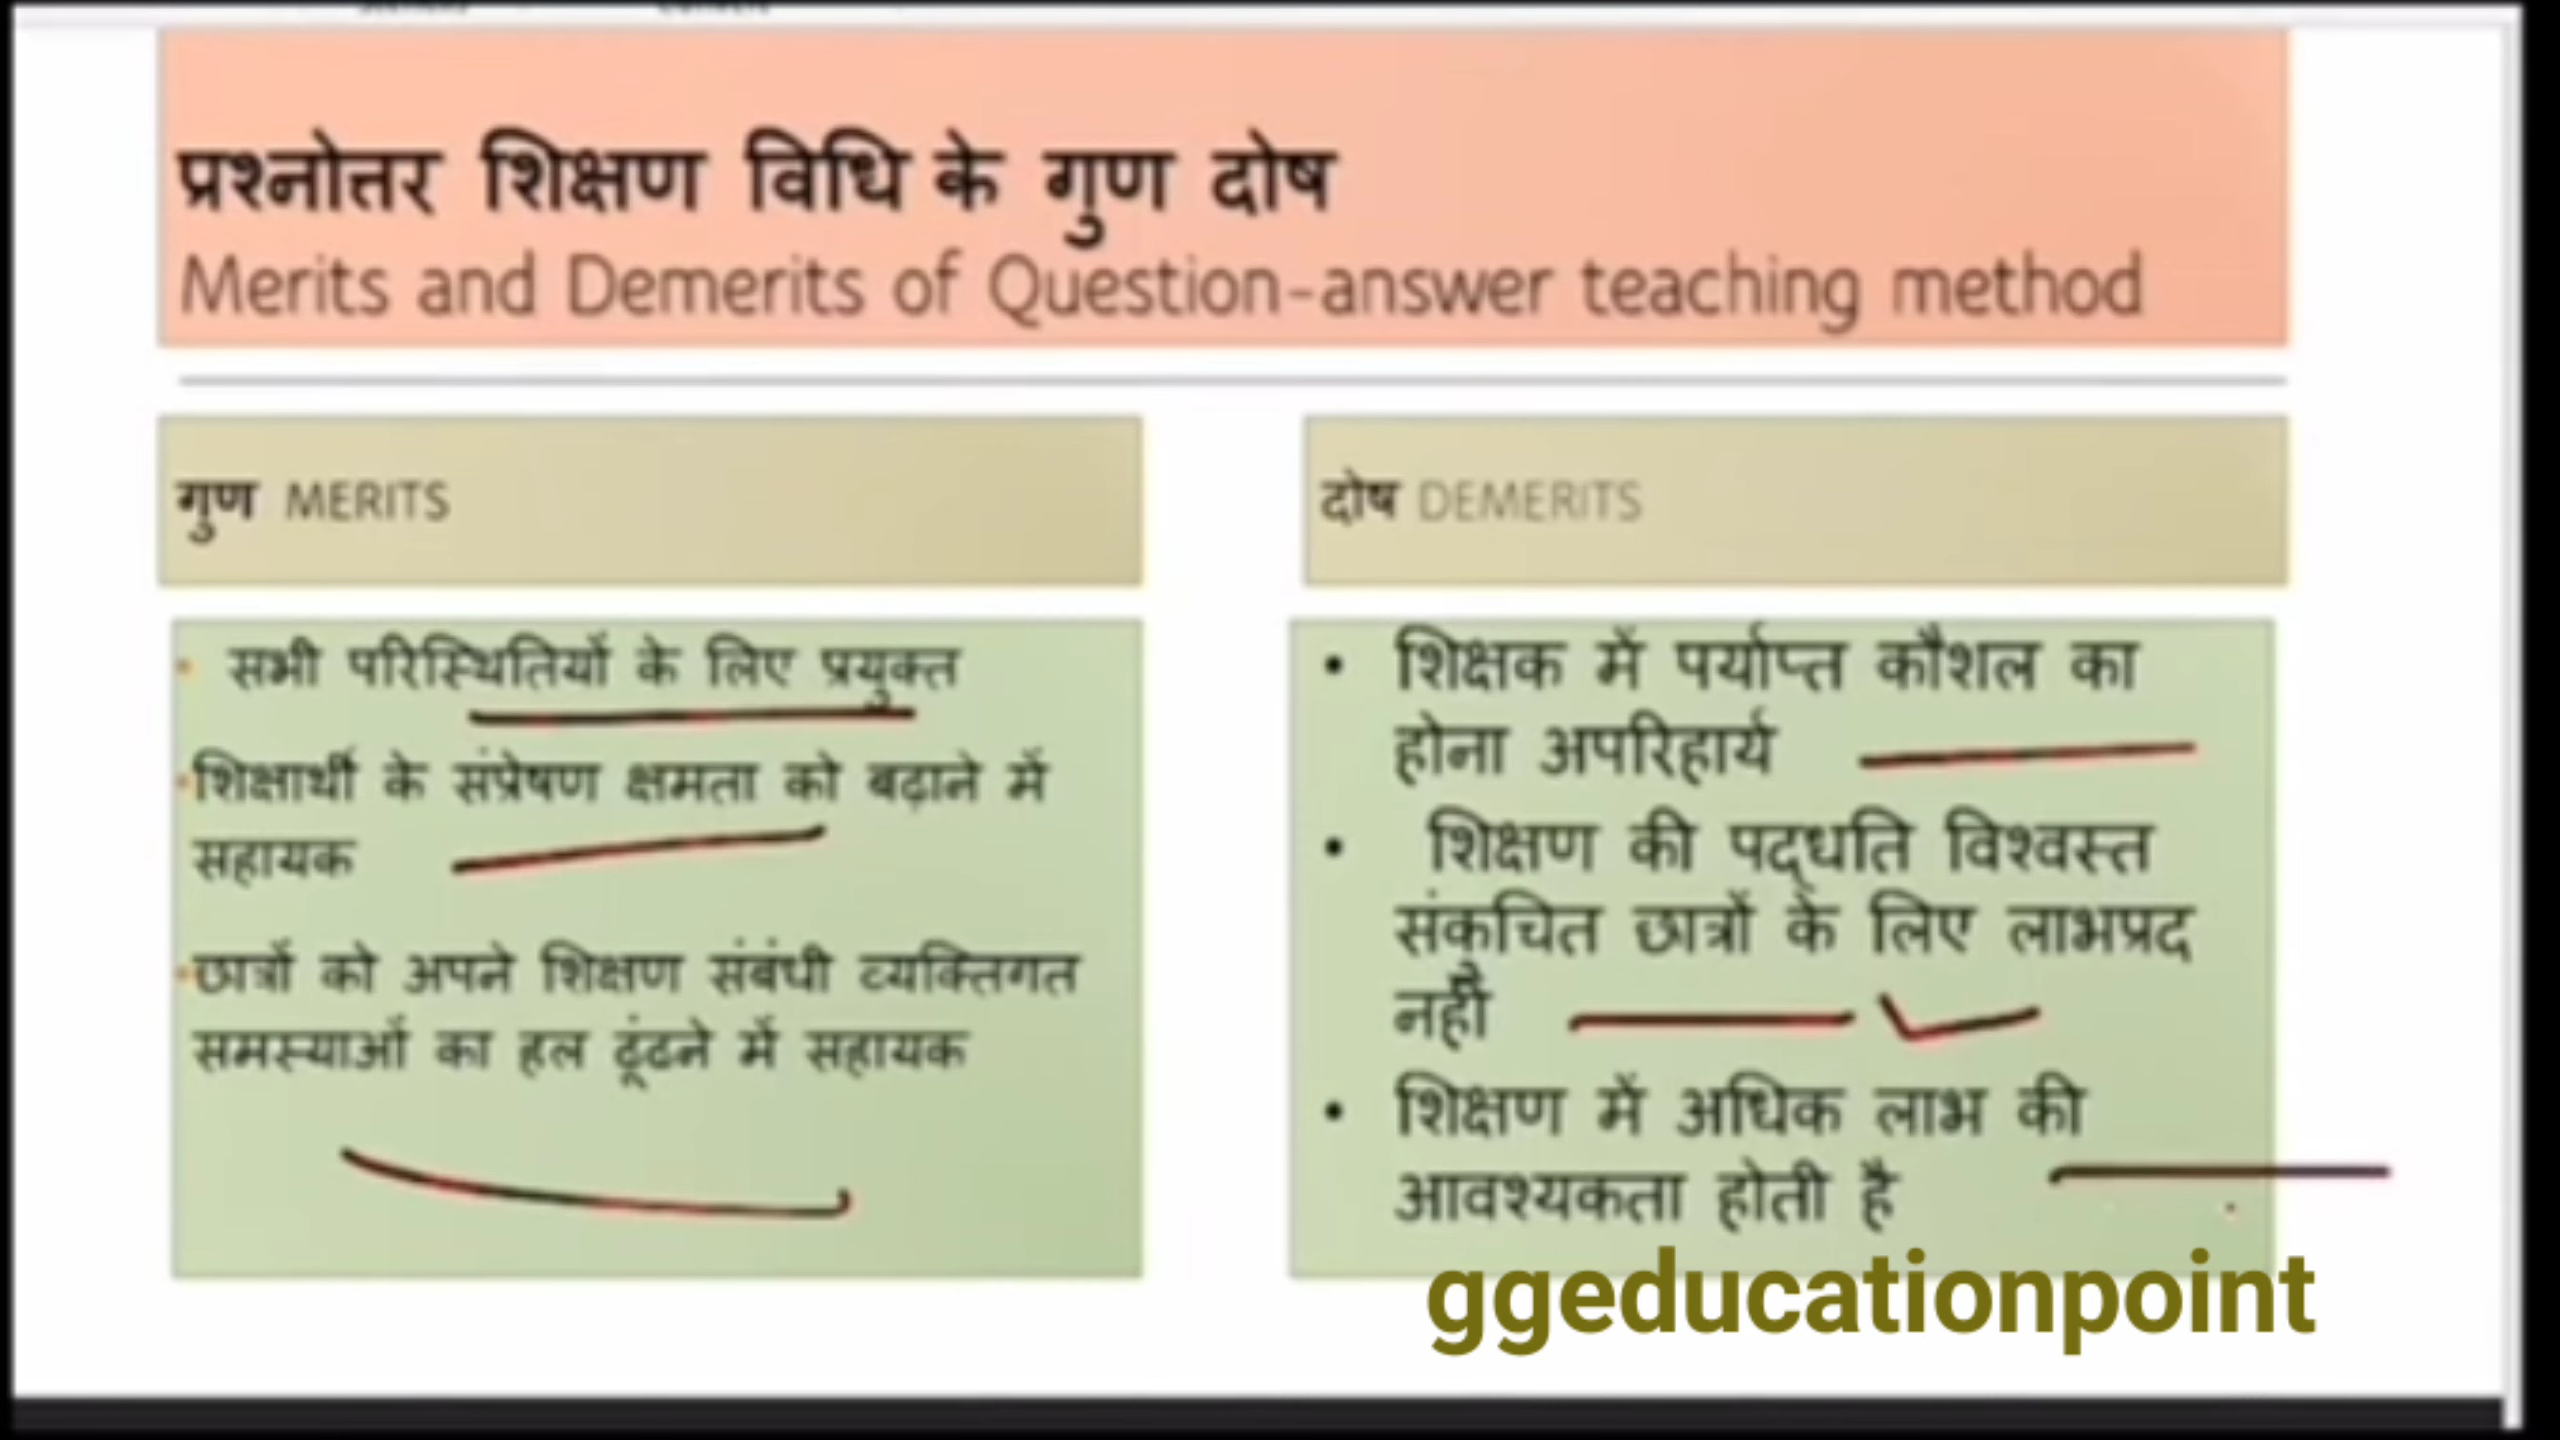 प्रश्नोत्तर शिक्षण विधि के गुण दोष
Merits and Demerits of Question-answer teaching method
गुण MERITS
• सभी परिस्थितियों के लिए प्रयुक्त
•शिक्षार्थी के संप्रेषण क्षमता को बढ़ाने में
सहायक
•छात्रों को अपने शिक्षण संबंधी व्यक्तिगत
समस्याओं का हल ढूंढने में सहायक
दोष DEMERITS
• शिक्षक में पर्याप्त कौशल का
होना अपरिहार्य
• शिक्षण की पद्धति विश्वस्त
संकुचित छात्रों के लिए लाभप्रद
नहीं
• शिक्षण में अधिक लाभ की
आवश्यकता होती है
ggeducationpoint